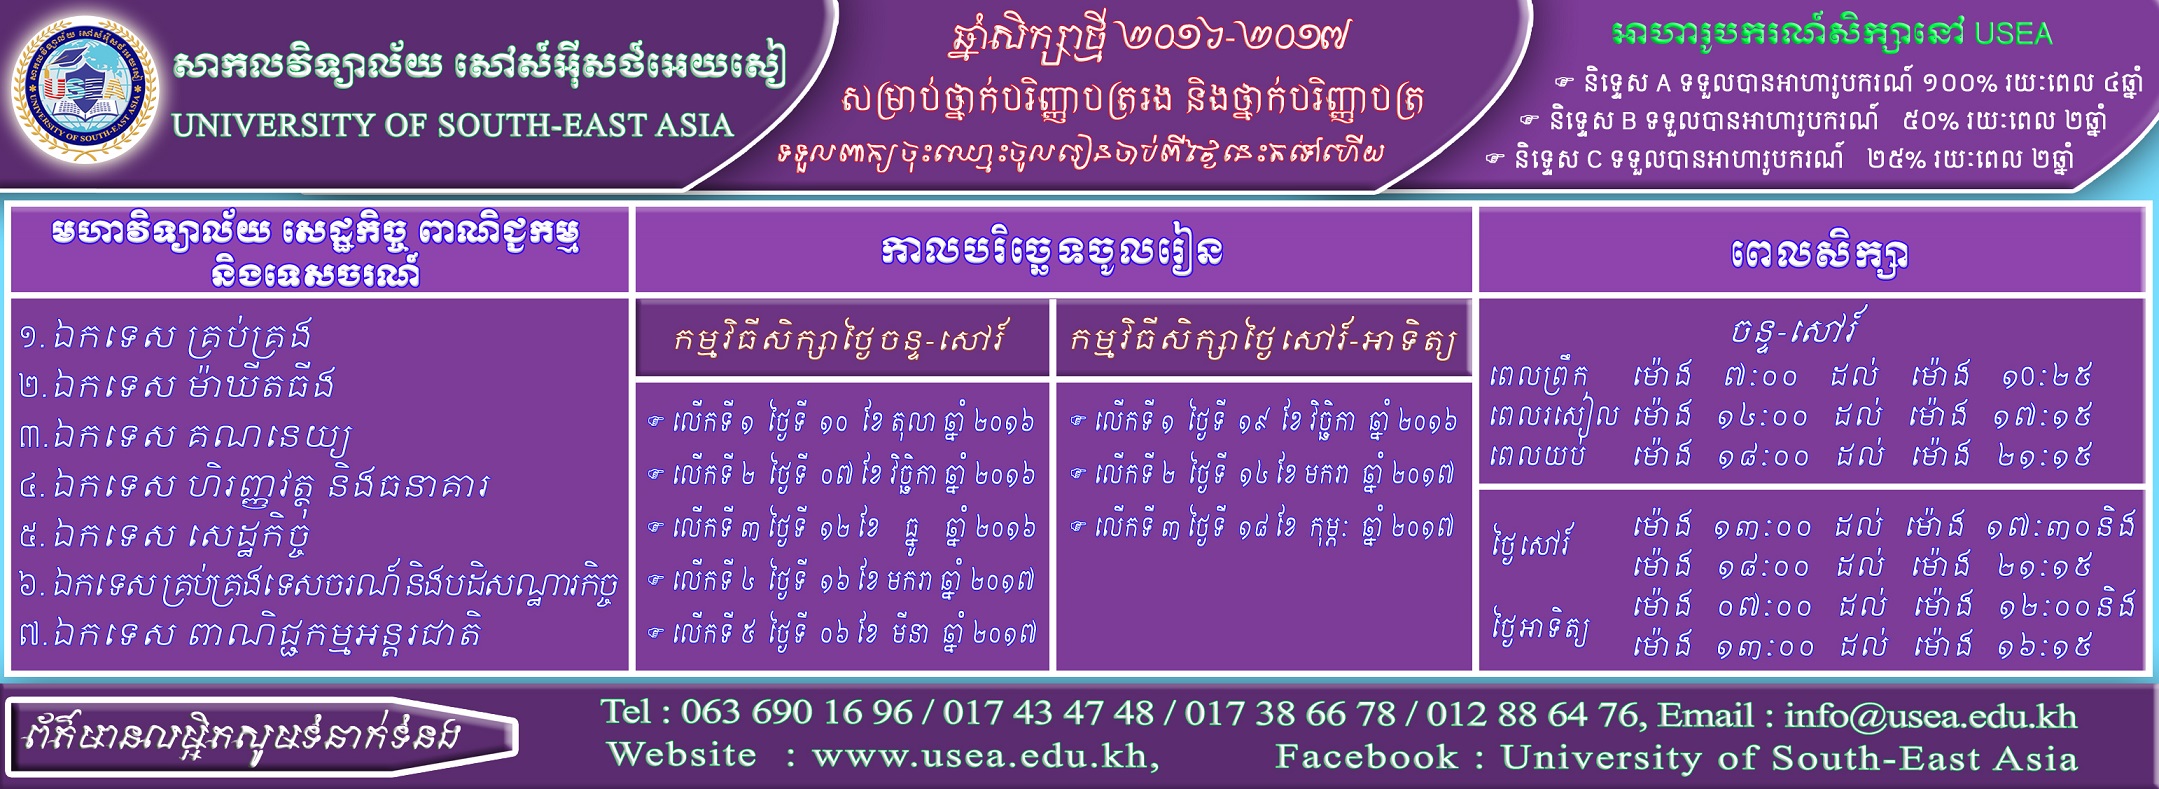 សាកលវិទ្យាល័យ សៅស៍អ៊ីសថ៍អេយសៀ
UNIVERSITY OF SOUTH-EAST ASIA
ឆ្នាំសិក្សាថ្មី ២០១៦-២០១៧
សម្រាប់ថ្នាក់បរិញ្ញាបត្ររង និងថ្នាក់បរិញ្ញាបត្រ
ទទួលពាក្យចុះឈ្មោះចូលរៀនចាប់ពីថ្ងៃនេះតទៅហើយ
អាហារូបករណ៍សិក្សានៅ USEA
☞ និទ្ទេស A ទទួលបានអាហារូបករណ៍ ១០០% រយៈពេល ៤ឆ្នាំ
☞ និទ្ទេស B ទទួលបានអាហារូបករណ៍ ៥០% រយៈពេល ២ឆ្នាំ
☞ និទ្ទេស C ទទួលបានអាហារូបករណ៍ ២៥% រយៈពេល ២ឆ្នាំ
មហាវិទ្យាល័យ សេដ្ឋកិច្ច ពាណិជ្ជកម្ម
និងទេសចរណ៍
១. ឯកទេស គ្រប់គ្រង
២. ឯកទេស ម៉ាឃីតធីង
៣. ឯកទេស គណនេយ្យ
៤. ឯកទេស ហិរញ្ញវត្ថុ និងធនាគារ
៥. ឯកទេស សេដ្ឋកិច្ច
៦. ឯកទេស គ្រប់គ្រងទេសចរណ៍ និងបដិសណ្ឋារកិច្ច
៧. ឯកទេស ពាណិជ្ជកម្មអន្តរជាតិ
កាលបរិច្ឆេទចូលរៀន
កម្មវិធីសិក្សាថ្ងៃចន្ទ-សៅរ៍
☞ លើកទី ១ ថ្ងៃទី ១០ ខែ តុលា ឆ្នាំ ២០១៦
☞ លើកទី ២ ថ្ងៃទី ០៧ ខែ វិច្ឆិកា ឆ្នាំ ២០១៦
☞ លើកទី ៣ ថ្ងៃទី ១២ ខែ ធ្នូ ឆ្នាំ ២០១៦
☞ លើកទី ៤ ថ្ងៃទី ១៦ ខែ មករា ឆ្នាំ ២០១៧
☞ លើកទី ៥ ថ្ងៃទី ០៦ ខែ មីនា ឆ្នាំ ២០១៧
កម្មវិធីសិក្សាថ្ងៃសៅរ៍-អាទិត្យ
☞ លើកទី ១ ថ្ងៃទី ១៩ ខែ វិច្ឆិកា ឆ្នាំ ២០១៦
☞ លើកទី ២ ថ្ងៃទី ១៤ ខែ មករា ឆ្នាំ ២០១៧
☞ លើកទី ៣ ថ្ងៃទី ១៨ ខែ កុម្ភៈ ឆ្នាំ ២០១៧
ពេលសិក្សា
ចន្ទ-សៅរ៍
ពេលព្រឹក ម៉ោង ៧:០០ ដល់ ម៉ោង ១0:២៥
ពេលរសៀល ម៉ោង ១៤:០០ ដល់ ម៉ោង ១៧:១៥
ពេលយប់ ម៉ោង ១៨:០០ ដល់ ម៉ោង ២១:១៥
ថ្ងៃសៅរ៍ ម៉ោង ១៣:០០ ដល់ ម៉ោង ១៧:៣០និង
ម៉ោង ១៨:០០ ដល់ ម៉ោង ២១:១៥
ថ្ងៃអាទិត្យ ម៉ោង ០៧:០០ ដល់ ម៉ោង ១២:០០និង
ម៉ោង ១៣:០០ ដល់ ម៉ោង ១៦:១៥
ព័ត៌មានលម្អិតសូមទំនាក់ទំនង
Tel : 063 690 16 96 / 017 43 47 48 / 017 38 66 78 / 012 88 64 76, Email : info@usea.edu.kh
Website : www.usea.edu.kh, Facebook : University of South-East Asia